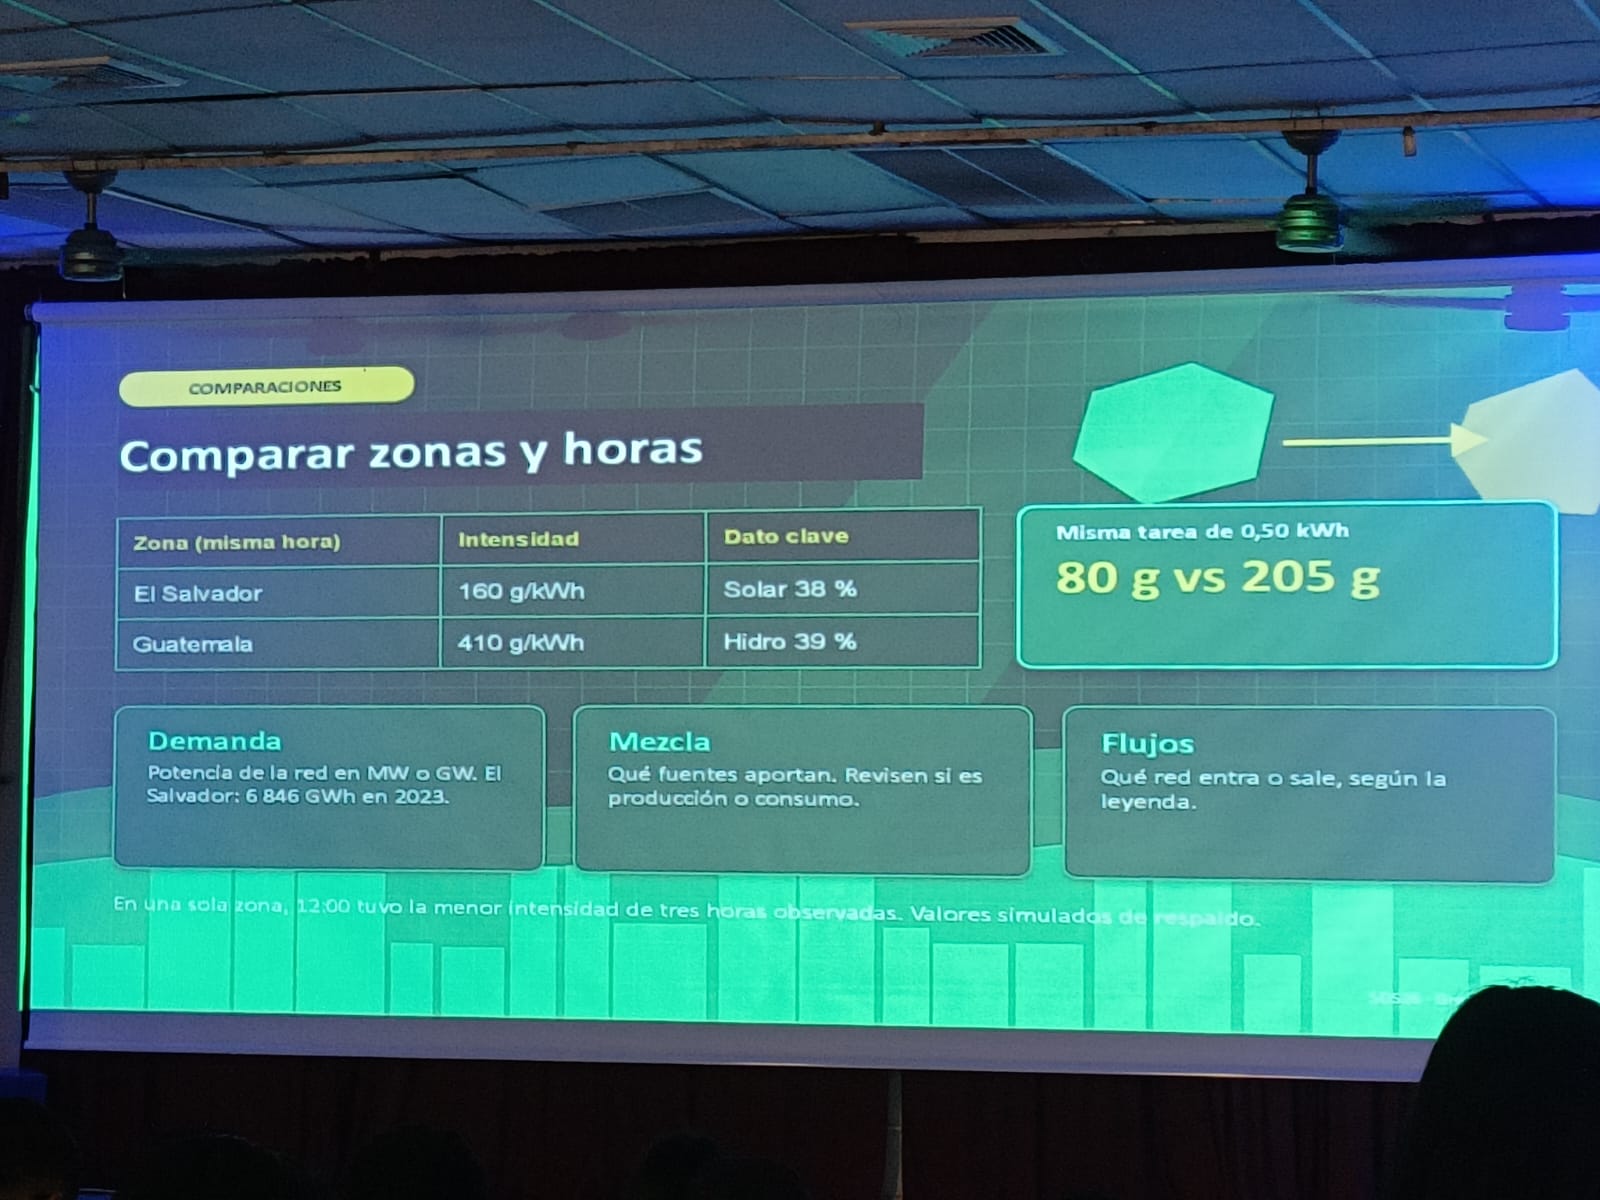 COMPARACIONES
Comparar zonas y horas
Zona (misma hora) Intensidad Dato clave
El Salvador 160 g/kWh Solar 38 %
Guatemala 410 g/kWh Hidro 39 %
Misma tarea de 0,50 kWh
80 g vs 205 g
Demanda
Potencia de la red en MW o GW. El
Salvador: 6 846 GWh en 2023.
Mezcla
Qué fuentes aportan. Revisen si es
producción o consumo.
Flujos
Qué red entra o sale, según la
leyenda.
En una sola zona, 12:00 tuvo la menor intensidad de tres horas observadas. Valores simulados de respaldo.